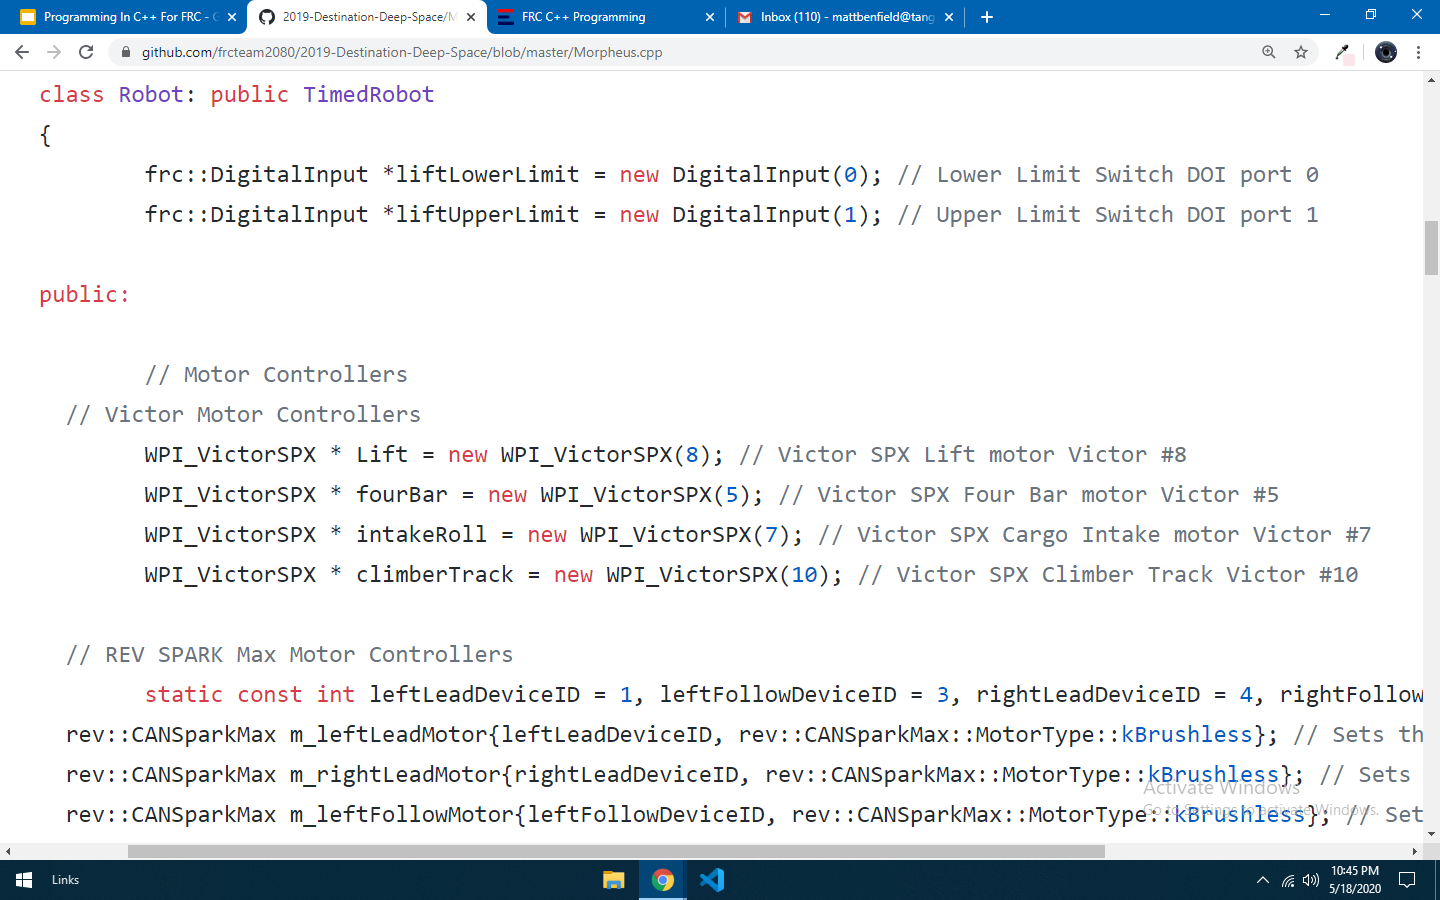 Programming In C++ For FRC - G
2019-Destination-Deep-Space/M
FRC C++ Programming
Inbox (110) - mattbenfield@tang
github.com/frcteam2080/2019-Destination-Deep-Space/blob/master/Morpheus.cpp
class Robot: public TimedRobot
{
frc::DigitalInput *liftLowerLimit = new DigitalInput(0); // Lower Limit Switch DOI port 0
frc::DigitalInput *liftUpperLimit = new DigitalInput(1); // Upper Limit Switch DOI port 1
public:
// Motor Controllers
// Victor Motor Controllers
WPI_VictorSPX * Lift = new WPI_VictorSPX(8); // Victor SPX Lift motor Victor #8
WPI_VictorSPX * fourBar = new WPI_VictorSPX(5); // Victor SPX Four Bar motor Victor #5
WPI_VictorSPX * intakeRoll = new WPI_VictorSPX(7); // Victor SPX Cargo Intake motor Victor #7
WPI_VictorSPX * climberTrack = new WPI_VictorSPX(10); // Victor SPX Climber Track Victor #10
// REV SPARK Max Motor Controllers
static const int leftLeadDeviceID = 1, leftFollowDeviceID = 3, rightLeadDeviceID = 4, rightFollow
rev::CANSparkMax m_leftLeadMotor{leftLeadDeviceID, rev::CANSparkMax::MotorType::kBrushless}; // Sets th
rev::CANSparkMax m_rightLeadMotor{rightLeadDeviceID, rev::CANSparkMax::MotorType::kBrushless}; // Sets
rev::CANSparkMax m_leftFollowMotor{leftFollowDeviceID, rev::CANSparkMax::MotorType::kBrushless}; // Set
Activate Windows
Go to Settings to activate Windows.
Links
10:45 PM
5/18/2020